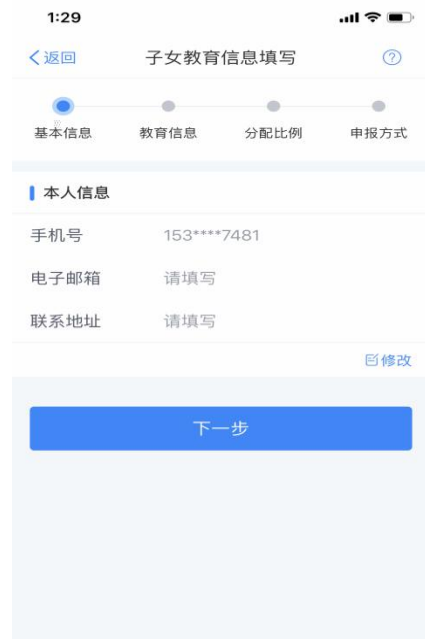 1:29
返回 子女教育信息填写 ?
基本信息 教育信息 分配比例 申报方式
本人信息
手机号 153****7481
电子邮箱 请填写
联系地址 请填写
修改
下一步